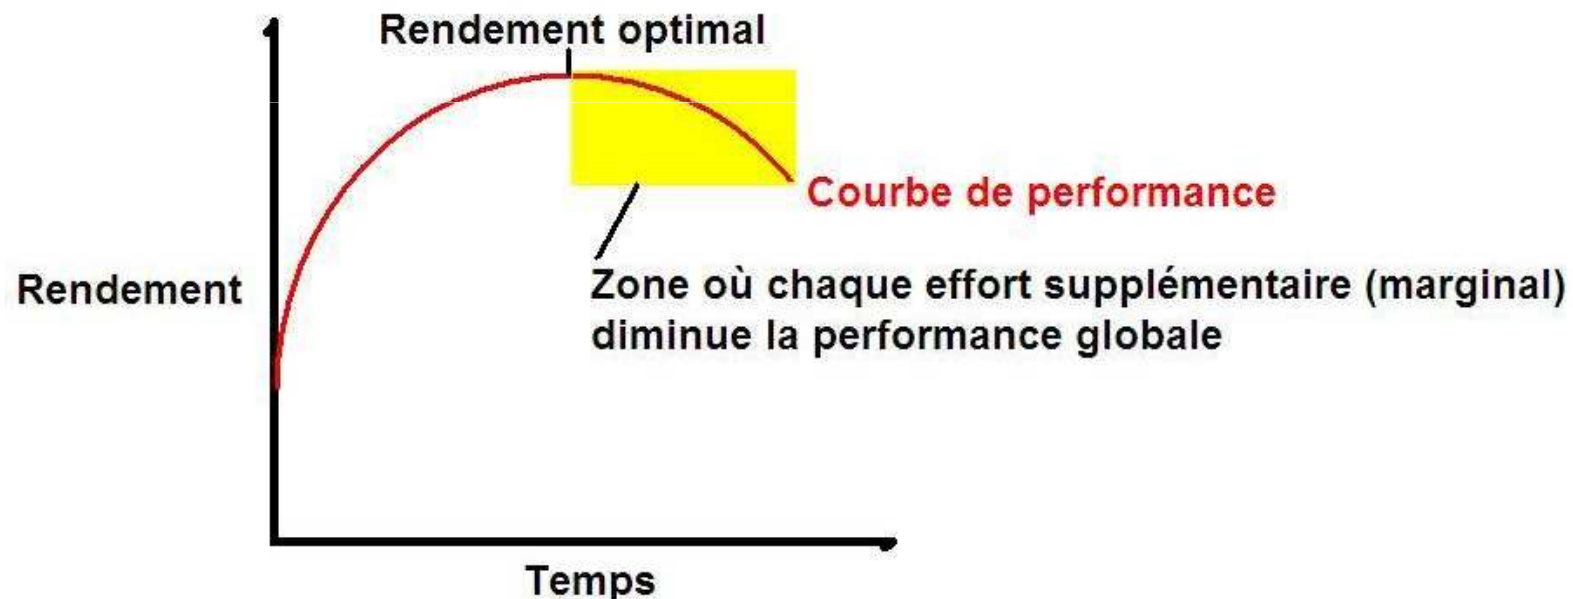 Rendement optimal
Courbe de performance
Rendement
Zone où chaque effort supplémentaire (marginal)
diminue la performance globale
Temps